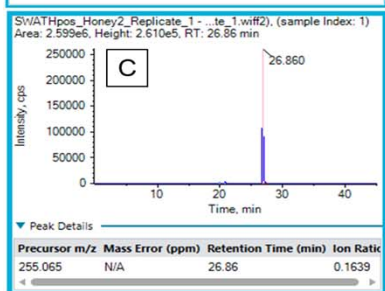 SWATHpos_Honey2_Replicate_1 - ...te_1.wiff2), (sample Index: 1)
Area: 2.599e6, Height: 2.610e5, RT: 26.86 min
250000
C
26.860
200000
150000
100000
50000
0
Intensity, cps
10 20 30 40
Time, min
Peak Details
Precursor m/z Mass Error (ppm) Retention Time (min) Ion Ratio
255.065 N/A 26.86 0.1639